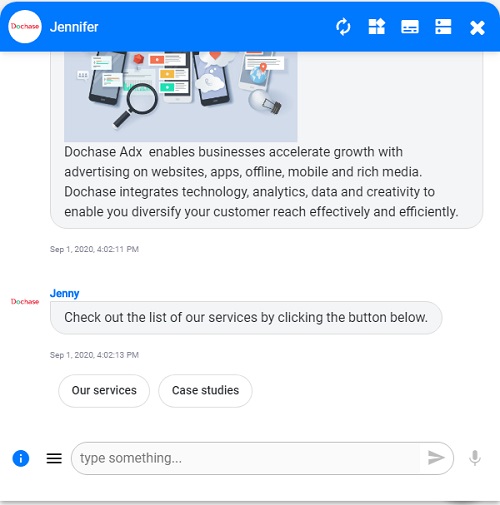 Dochase
Jennifer
Dochase Adx  enables businesses accelerate growth with
advertising on websites, apps, offline, mobile and rich media.
Dochase integrates technology, analytics, data and creativity to
enable you diversify your customer reach effectively and efficiently.
Sep 1, 2020, 4:02:11 PM
Jenny
Dochase
Check out the list of our services by clicking the button below.
Sep 1, 2020, 4:02:13 PM
Our services
Case studies
type something...